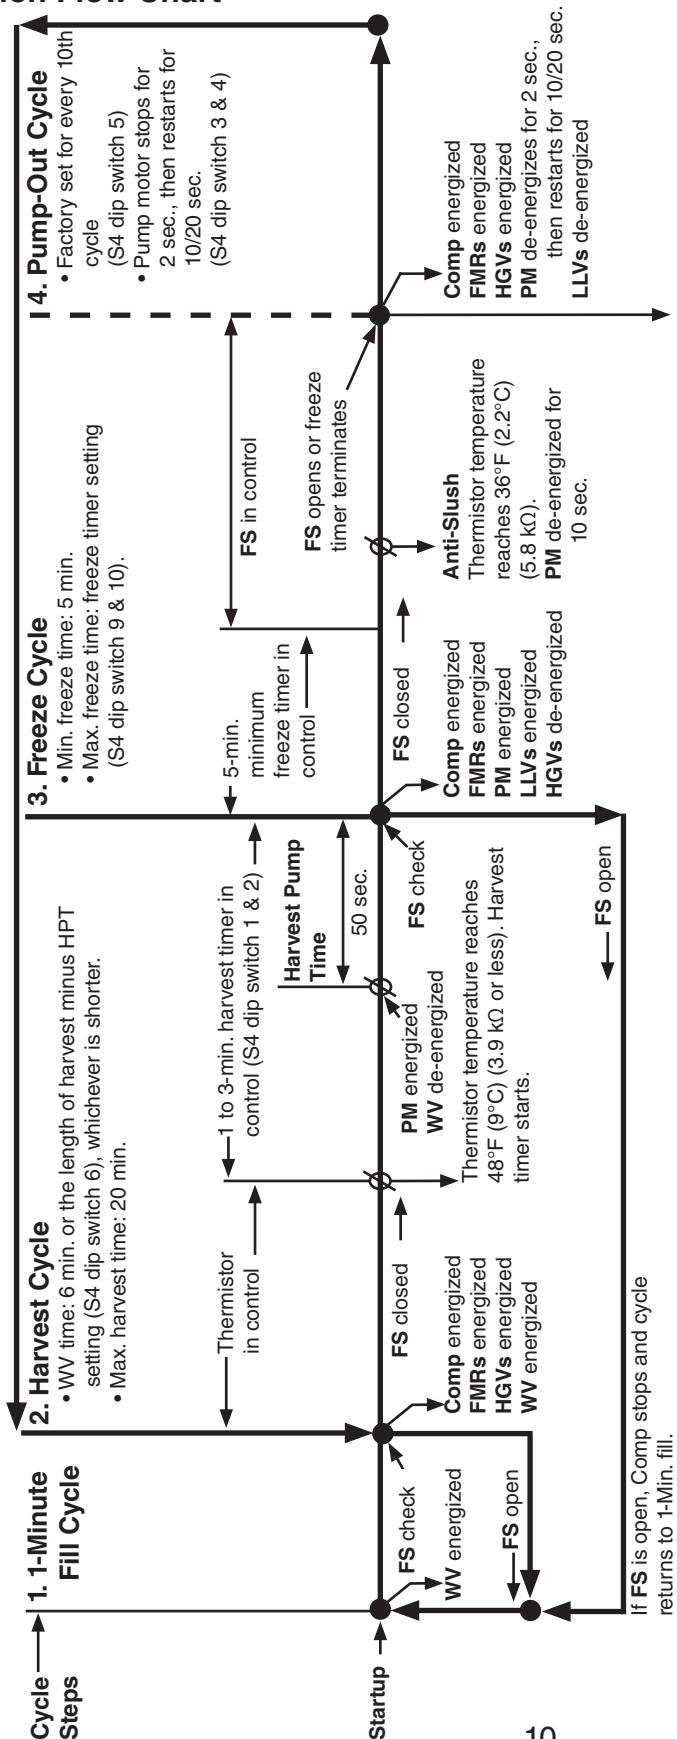 Cycle
Steps
1. 1-Minute
Fill Cycle
2. Harvest Cycle
• WV time: 6 min. or the length of harvest minus HPT
setting (S4 dip switch 6), whichever is shorter.
• Max. harvest time: 20 min.
3. Freeze Cycle
• Min. freeze time: 5 min.
• Max. freeze time: freeze timer setting
(S4 dip switch 9 & 10).
4. Pump-Out Cycle
• Factory set for every 10th
cycle
(S4 dip switch 5)
• Pump motor stops for
2 sec., then restarts for
10/20 sec.
(S4 dip switch 3 & 4)
Thermistor
in control
1 to 3-min. harvest timer in
control (S4 dip switch 1 & 2)
Harvest Pump
Time
50 sec.
5-min.
minimum
freeze timer in
control
FS in control
FS opens or freeze
timer terminates
Startup
FS check
WV energized
FS open
FS closed
Comp energized
FMRs energized
HGVs energized
WV energized
PM energized
WV de-energized
Thermistor temperature reaches
48°F (9°C) (3.9 kΩ or less). Harvest
timer starts.
FS check
FS closed
Comp energized
FMRs energized
PM energized
LLVs energized
HGVs de-energized
FS open
Anti-Slush
Thermistor temperature
reaches 36°F (2.2°C)
(5.8 kΩ).
PM de-energized for
10 sec.
Comp energized
FMRs energized
HGVs energized
PM de-energizes for 2 sec.,
then restarts for 10/20 sec.
LLVs de-energized
If FS is open, Comp stops and cycle
returns to 1-Min. fill.
10